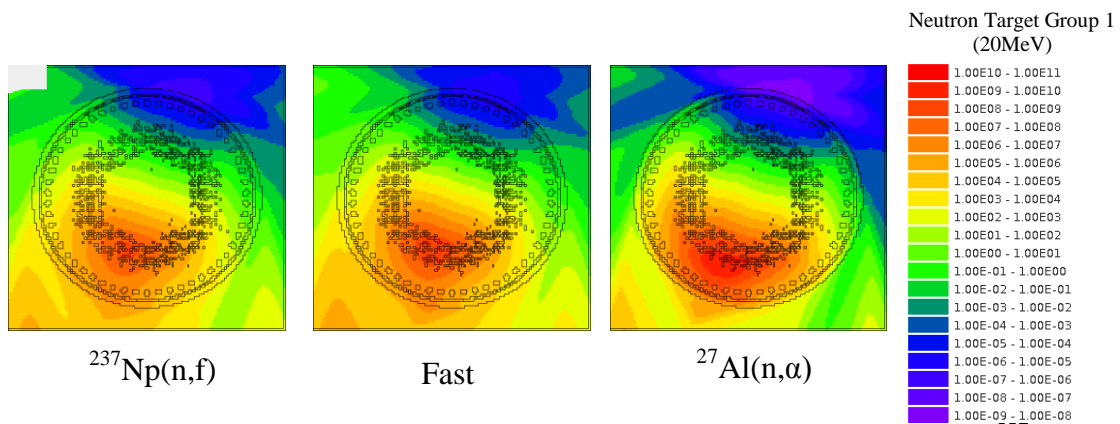 Neutron Target Group 1
(20MeV)
1.00E10 - 1.00E11
1.00E09 - 1.00E10
1.00E08 - 1.00E09
1.00E07 - 1.00E08
1.00E06 - 1.00E07
1.00E05 - 1.00E06
1.00E04 - 1.00E05
1.00E03 - 1.00E04
1.00E02 - 1.00E03
1.00E01 - 1.00E02
1.00E00 - 1.00E01
1.00E-01 - 1.00E00
1.00E-02 - 1.00E-01
1.00E-03 - 1.00E-02
1.00E-04 - 1.00E-03
1.00E-05 - 1.00E-04
1.00E-06 - 1.00E-05
1.00E-07 - 1.00E-06
1.00E-08 - 1.00E-07
1.00E-09 - 1.00E-08
²³⁷Np(n,f)
Fast
²⁷Al(n,α)